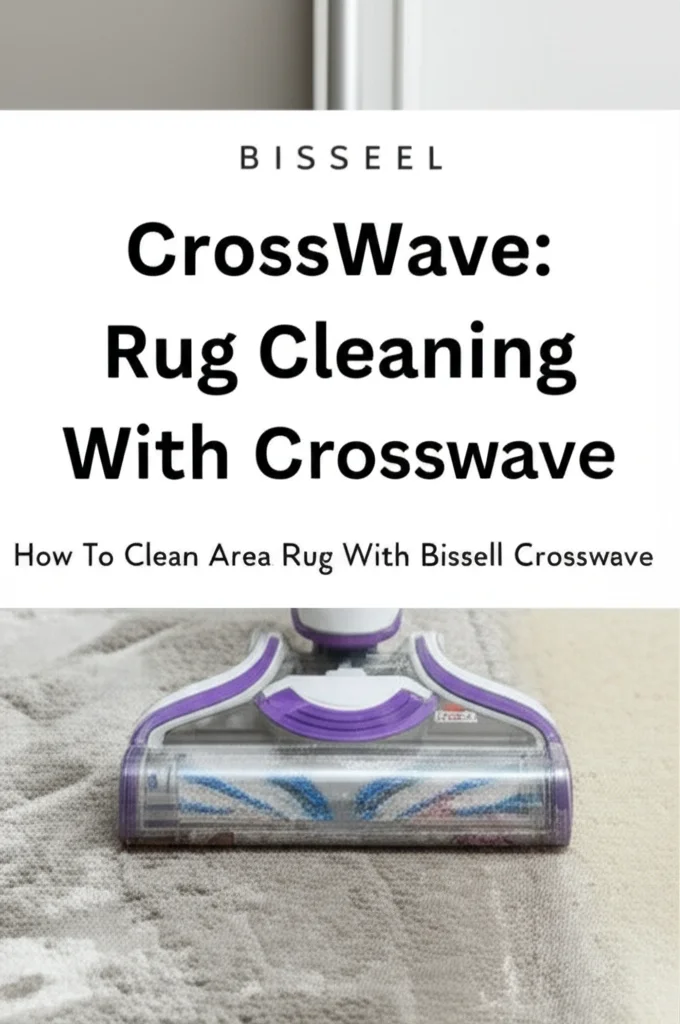 BISSEEL
CrossWave:
Rug Cleaning
With Crosswave
How To Clean Area Rug With Bissell Crosswave